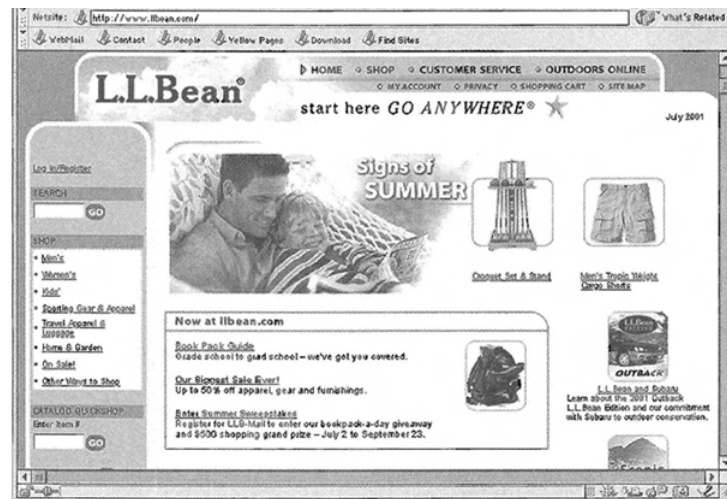 Netsite: http://www.llbean.com/
What's Related
WebMail Contact People Yellow Pages Download Find Sites
L.L.Bean®
HOME SHOP CUSTOMER SERVICE OUTDOORS ONLINE
MY ACCOUNT PRIVACY SHOPPING CART SITE MAP
start here GO ANYWHERE®
July 2001
Log In/Register
SEARCH
GO
SHOP
Men's
Women's
Kids'
Sporting Gear & Apparel
Travel Apparel &
Luggage
Home & Garden
On Sale!
Other Ways to Shop
CATALOG QUICKSHOP
Enter Item #
GO
Signs of
SUMMER
Croquet Set & Stand
Men's Tropic Weight
Cargo Shorts
Now at llbean.com
Book Pack Guide
Grade school to grad school – we've got you covered.
Our Biggest Sale Ever!
Up to 50% off apparel, gear and furnishings.
Enter Summer Sweepstakes
Register for LLB-Mail to enter our bookpack-a-day giveaway
and $500 shopping grand prize – July 2 to September 23.
L.L.Bean
OUTBACK
L.L.Bean and Subaru
Learn about the 2001 Outback
L.L.Bean Edition and our commitment
with Subaru to outdoor conservation.